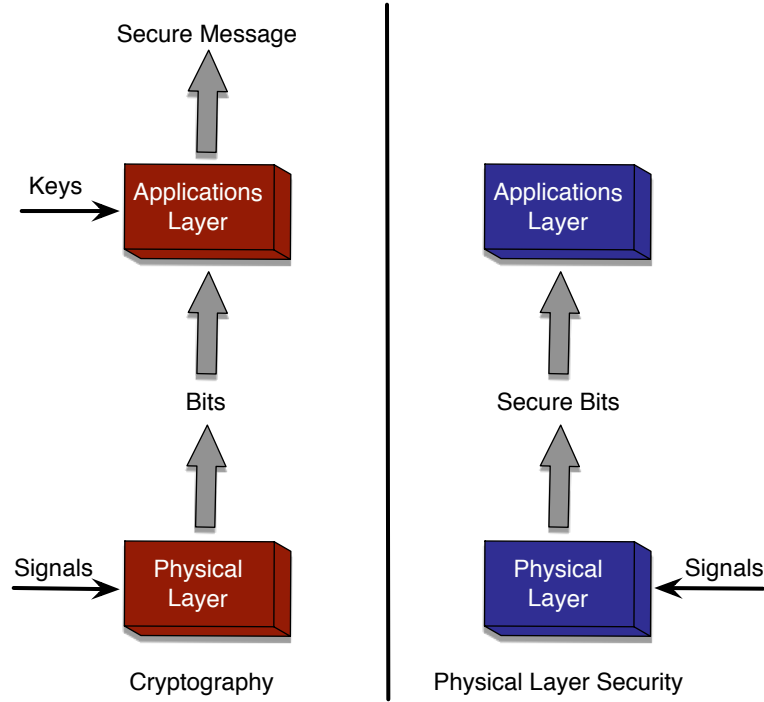 Secure Message
Keys
Applications
Layer
Bits
Signals
Physical
Layer
Cryptography
Applications
Layer
Secure Bits
Physical
Layer
Signals
Physical Layer Security